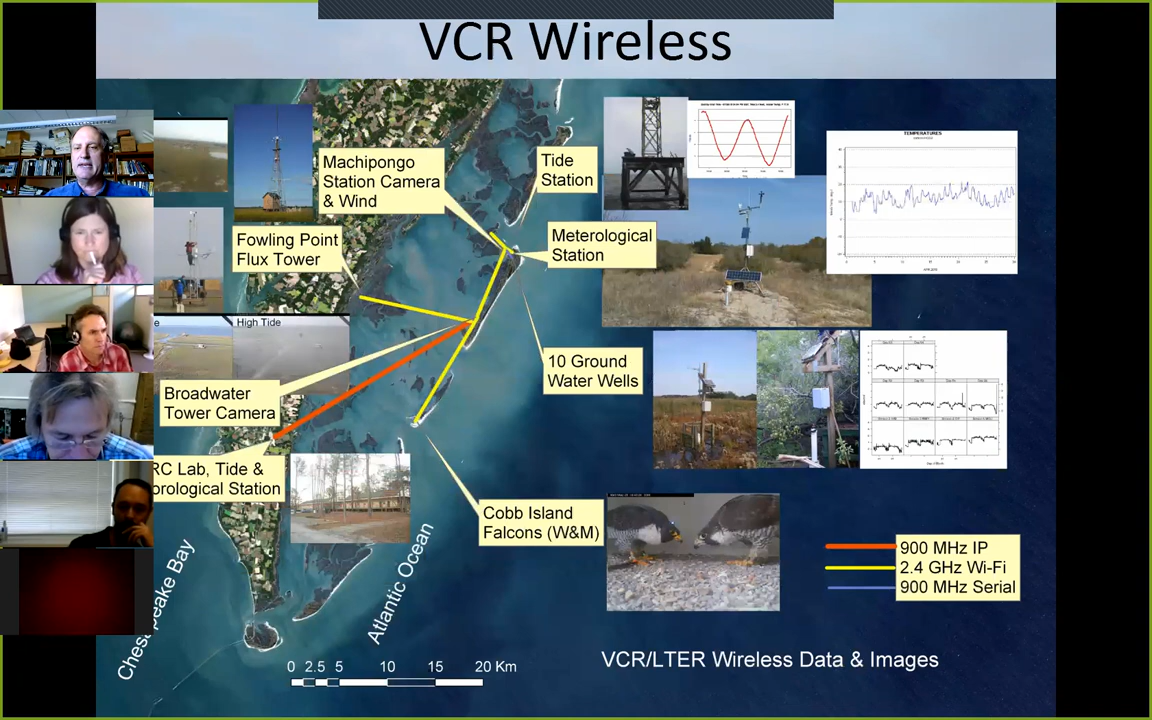 VCR Wireless
Machipongo
Station Camera
& Wind
Tide
Station
Fowling Point
Flux Tower
Meterological
Station
TEMPERATURES
High Tide
10 Ground
Water Wells
Broadwater
Tower Camera
RC Lab, Tide &
orological Station
Cobb Island
Falcons (W&M)
900 MHz IP
2.4 GHz Wi-Fi
900 MHz Serial
Chesapeake Bay
Atlantic Ocean
0 2.5 5 10 15 20 Km
VCR/LTER Wireless Data & Images